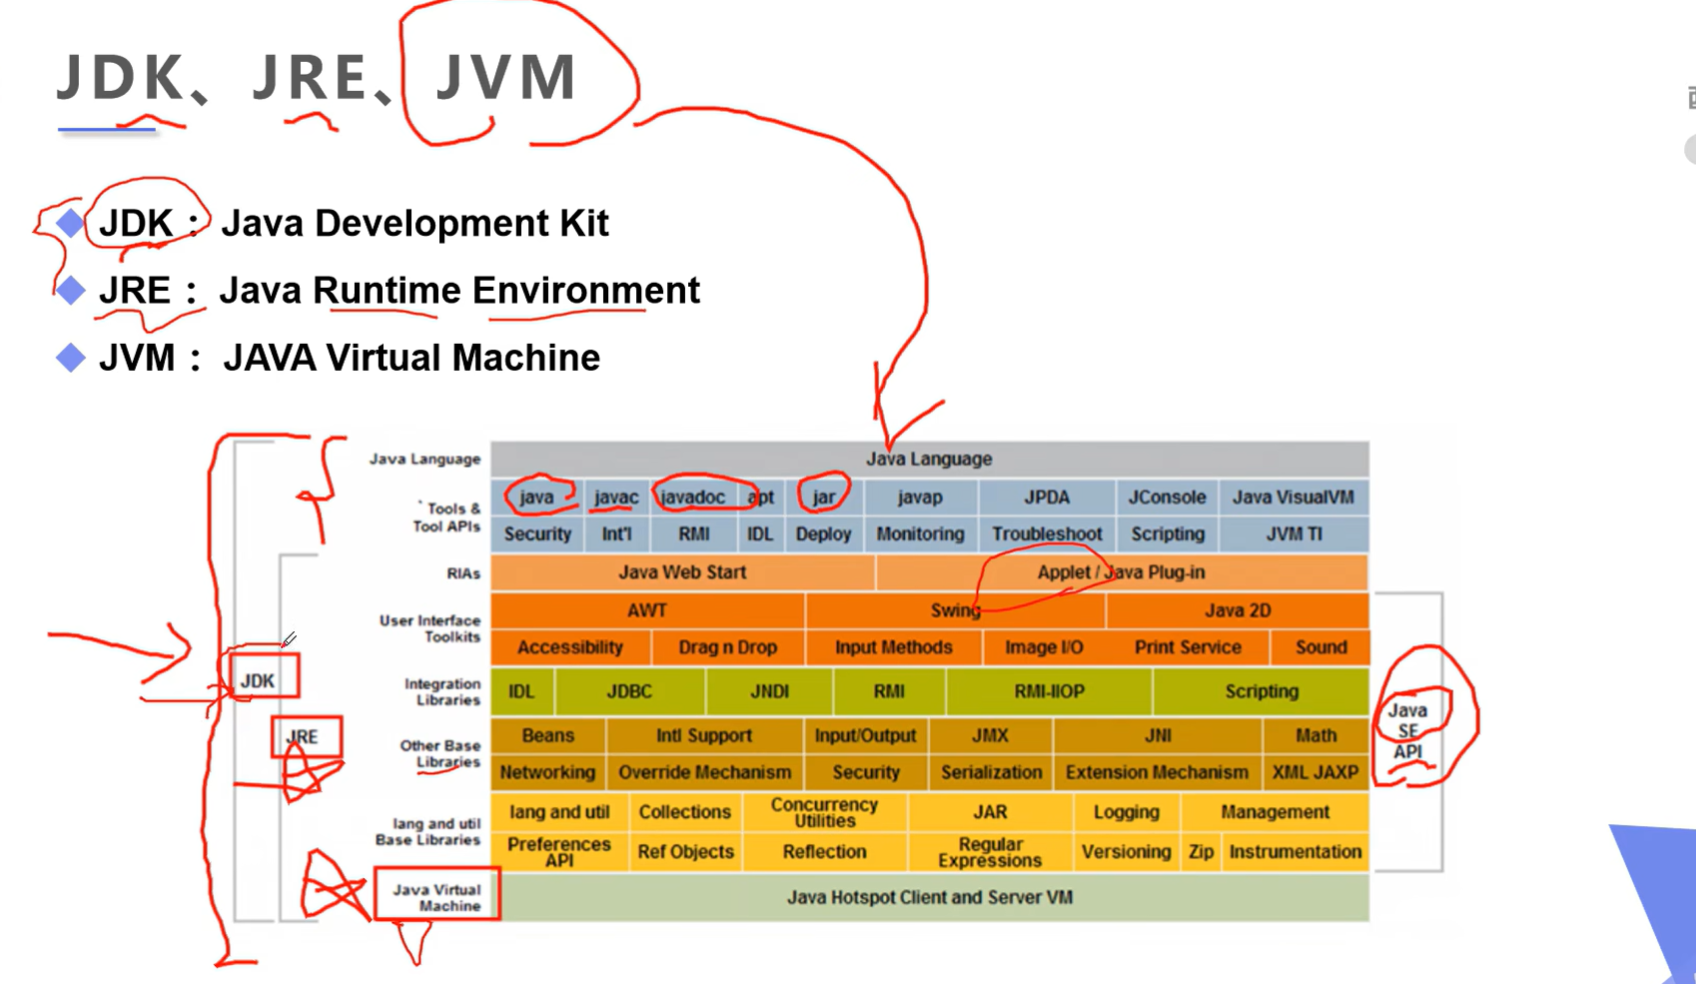 JDK、JRE、JVM
JDK： Java Development Kit
JRE： Java Runtime Environment
JVM： JAVA Virtual Machine
Java Language
Java Language
Tools &
Tool APIs
java javac javadoc apt jar javap JPDA JConsole Java VisualVM
Security Int'l RMI IDL Deploy Monitoring Troubleshoot Scripting JVM TI
RIAs
Java Web Start Applet / Java Plug-in
User Interface
Toolkits
AWT Swing Java 2D
Accessibility Drag n Drop Input Methods Image I/O Print Service Sound
Integration
Libraries
IDL JDBC JNDI RMI RMI-IIOP Scripting
JDK
JRE
Other Base
Libraries
Beans Intl Support Input/Output JMX JNI Math
Networking Override Mechanism Security Serialization Extension Mechanism XML JAXP
Java
SE
API
lang and util
Base Libraries
lang and util Collections Concurrency Utilities JAR Logging Management
Preferences API Ref Objects Reflection Regular Expressions Versioning Zip Instrumentation
Java Virtual
Machine
Java Hotspot Client and Server VM